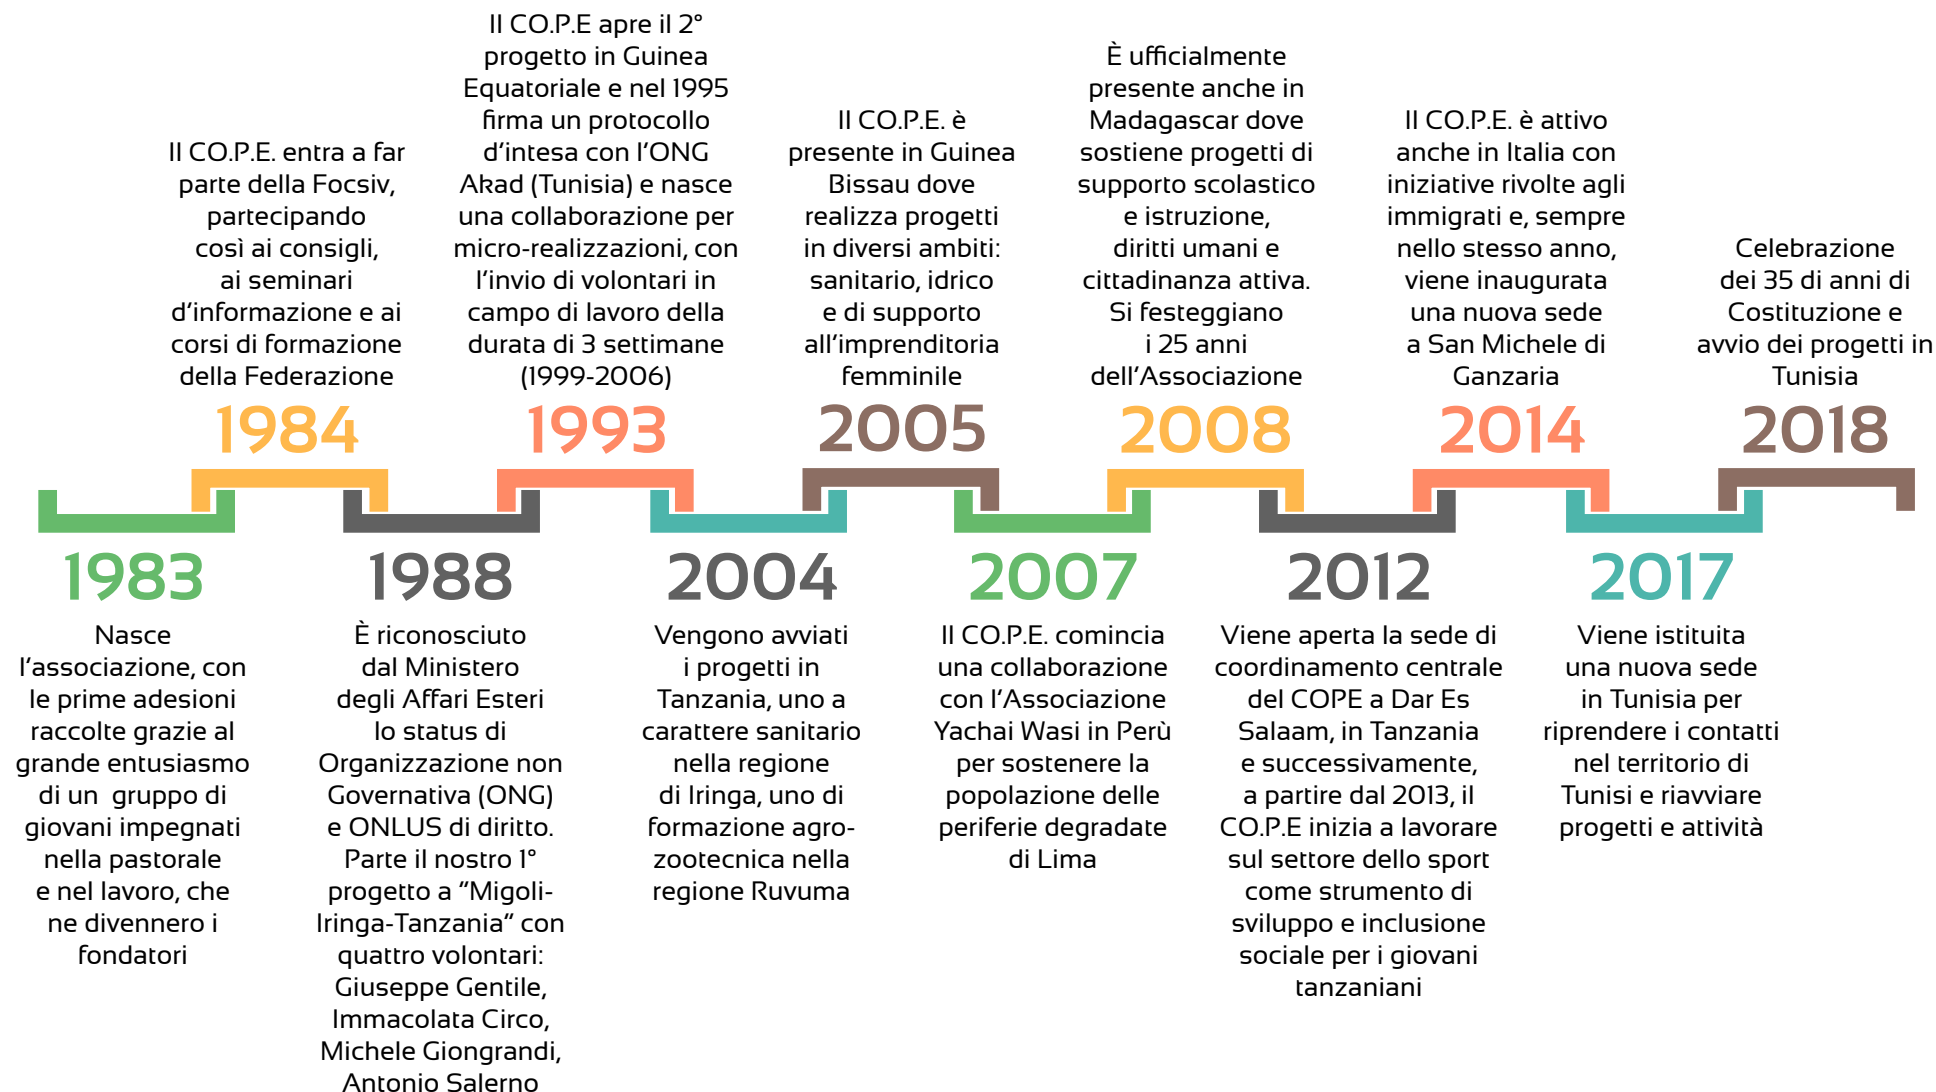 1983
Nasce
l'associazione, con
le prime adesioni
raccolte grazie al
grande entusiasmo
di un  gruppo di
giovani impegnati
nella pastorale
e nel lavoro, che
ne divennero i
fondatori
Il CO.P.E. entra a far
parte della Focsiv,
partecipando
così ai consigli,
ai seminari
d'informazione e ai
corsi di formazione
della Federazione
1984
1988
È riconosciuto
dal Ministero
degli Affari Esteri
lo status di
Organizzazione non
Governativa (ONG)
e ONLUS di diritto.
Parte il nostro 1°
progetto a “Migoli-
Iringa-Tanzania“ con
quattro volontari:
Giuseppe Gentile,
Immacolata Circo,
Michele Giongrandi,
Antonio Salerno
Il CO.P.E apre il 2°
progetto in Guinea
Equatoriale e nel 1995
firma un protocollo
d'intesa con l'ONG
Akad (Tunisia) e nasce
una collaborazione per
micro-realizzazioni, con
l'invio di volontari in
campo di lavoro della
durata di 3 settimane
(1999-2006)
1993
2004
Vengono avviati
i progetti in
Tanzania, uno a
carattere sanitario
nella regione
di Iringa, uno di
formazione agro-
zootecnica nella
regione Ruvuma
Il CO.P.E. è
presente in Guinea
Bissau dove
realizza progetti
in diversi ambiti:
sanitario, idrico
e di supporto
all'imprenditoria
femminile
2005
2007
Il CO.P.E. comincia
una collaborazione
con l'Associazione
Yachai Wasi in Perù
per sostenere la
popolazione delle
periferie degradate
di Lima
È ufficialmente
presente anche in
Madagascar dove
sostiene progetti di
supporto scolastico
e istruzione,
diritti umani e
cittadinanza attiva.
Si festeggiano
i 25 anni
dell'Associazione
2008
2012
Viene aperta la sede di
coordinamento centrale
del COPE a Dar Es
Salaam, in Tanzania
e successivamente,
a partire dal 2013, il
CO.P.E inizia a lavorare
sul settore dello sport
come strumento di
sviluppo e inclusione
sociale per i giovani
tanzaniani
Il CO.P.E. è attivo
anche in Italia con
iniziative rivolte agli
immigrati e, sempre
nello stesso anno,
viene inaugurata
una nuova sede
a San Michele di
Ganzaria
2014
2017
Viene istituita
una nuova sede
in Tunisia per
riprendere i contatti
nel territorio di
Tunisi e riavviare
progetti e attività
Celebrazione
dei 35 di anni di
Costituzione e
avvio dei progetti in
Tunisia
2018